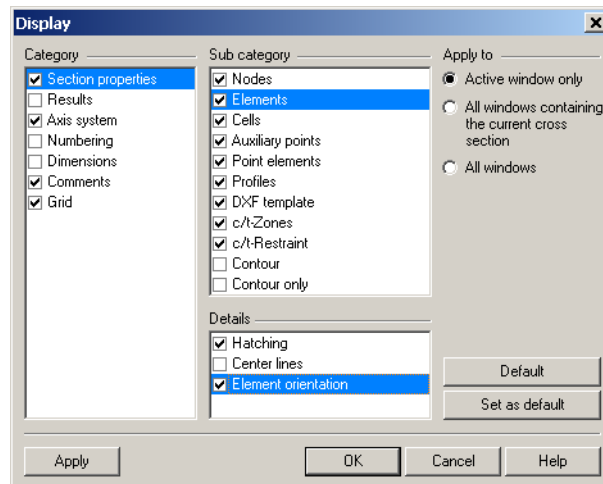 Display
Category
Section properties
Results
Axis system
Numbering
Dimensions
Comments
Grid
Sub category
Nodes
Elements
Cells
Auxiliary points
Point elements
Profiles
DXF template
c/t-Zones
c/t-Restraint
Contour
Contour only
Details
Hatching
Center lines
Element orientation
Apply to
Active window only
All windows containing
the current cross
section
All windows
Default
Set as default
Apply
OK
Cancel
Help